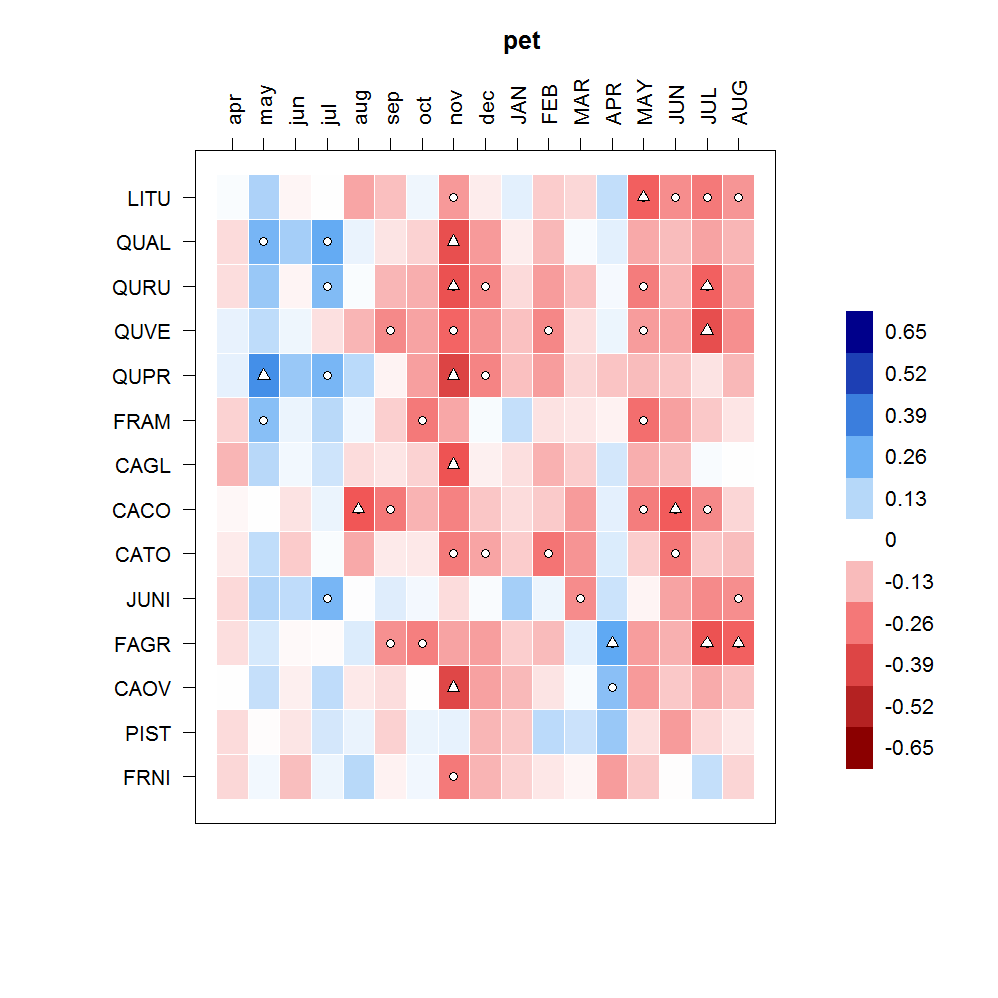 pet
apr may jun jul aug sep oct nov dec JAN FEB MAR APR MAY JUN JUL AUG
LITU
QUAL
QURU
QUVE
QUPR
FRAM
CAGL
CACO
CATO
JUNI
FAGR
CAOV
PIST
FRNI
0.65
0.52
0.39
0.26
0.13
0
-0.13
-0.26
-0.39
-0.52
-0.65